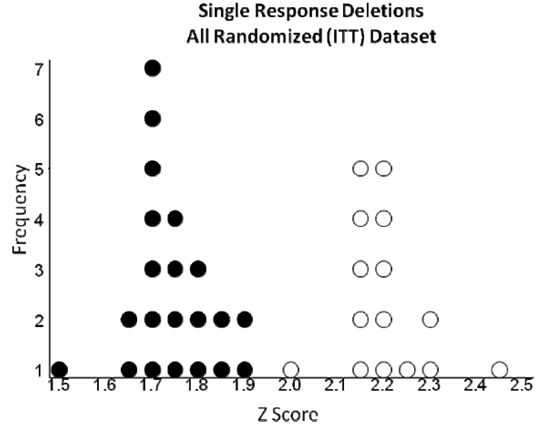 Single Response Deletions
All Randomized (ITT) Dataset
7
6
5
4
3
2
1
Frequency
1.5 1.6 1.7 1.8 1.9 2.0 2.1 2.2 2.3 2.4 2.5
Z Score